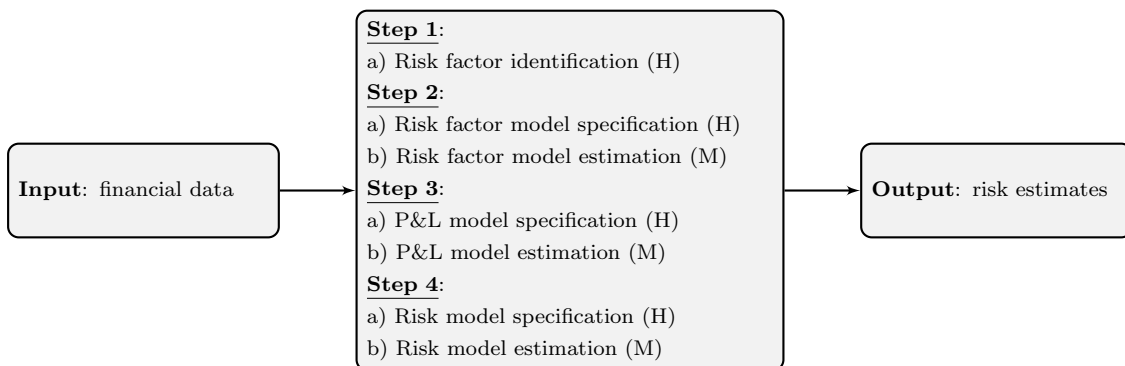 Input: financial data
Step 1:
a) Risk factor identification (H)
Step 2:
a) Risk factor model specification (H)
b) Risk factor model estimation (M)
Step 3:
a) P&L model specification (H)
b) P&L model estimation (M)
Step 4:
a) Risk model specification (H)
b) Risk model estimation (M)
Output: risk estimates